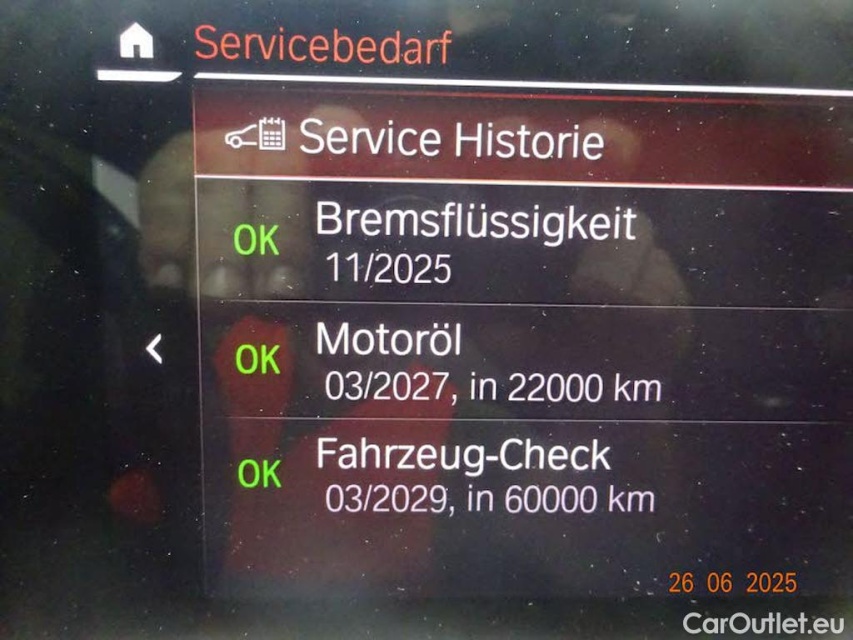 Servicebedarf
Service Historie
OK
Bremsflüssigkeit
11/2025
OK
Motoröl
03/2027, in 22000 km
OK
Fahrzeug-Check
03/2029, in 60000 km
26 06 2025
CarOutlet.eu